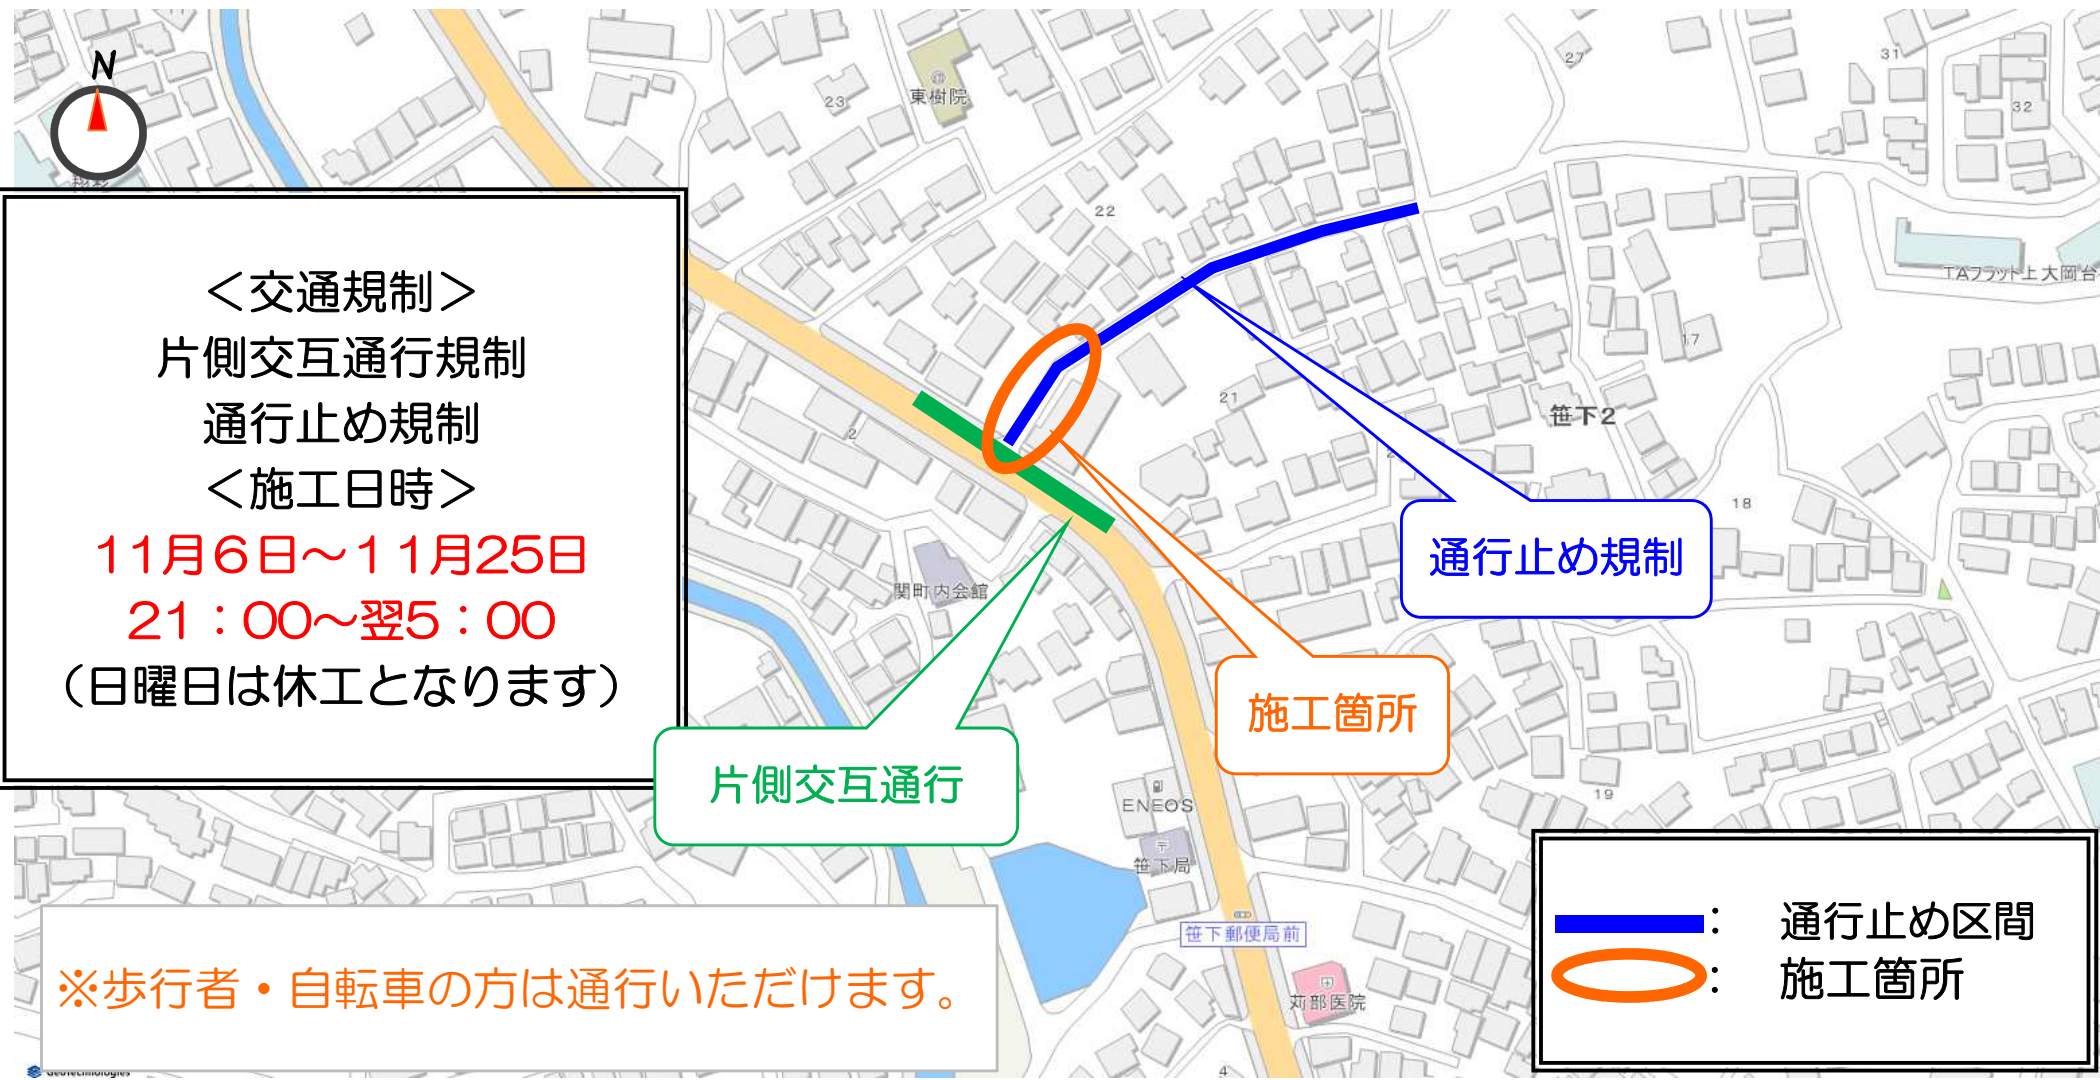 N
27
31
32
23
東樹院
22
TAフラット上大岡台
17
21
笹下2
2
18
関町内会館
19
ENEOS
〒
笹下局
笹下郵便局前
苅部医院
4
＜交通規制＞
片側交互通行規制
通行止め規制
＜施工日時＞
11月6日～11月25日
21：00～翌5：00
（日曜日は休工となります）
通行止め規制
施工箇所
片側交互通行
※歩行者・自転車の方は通行いただけます。
：　通行止め区間
：　施工箇所